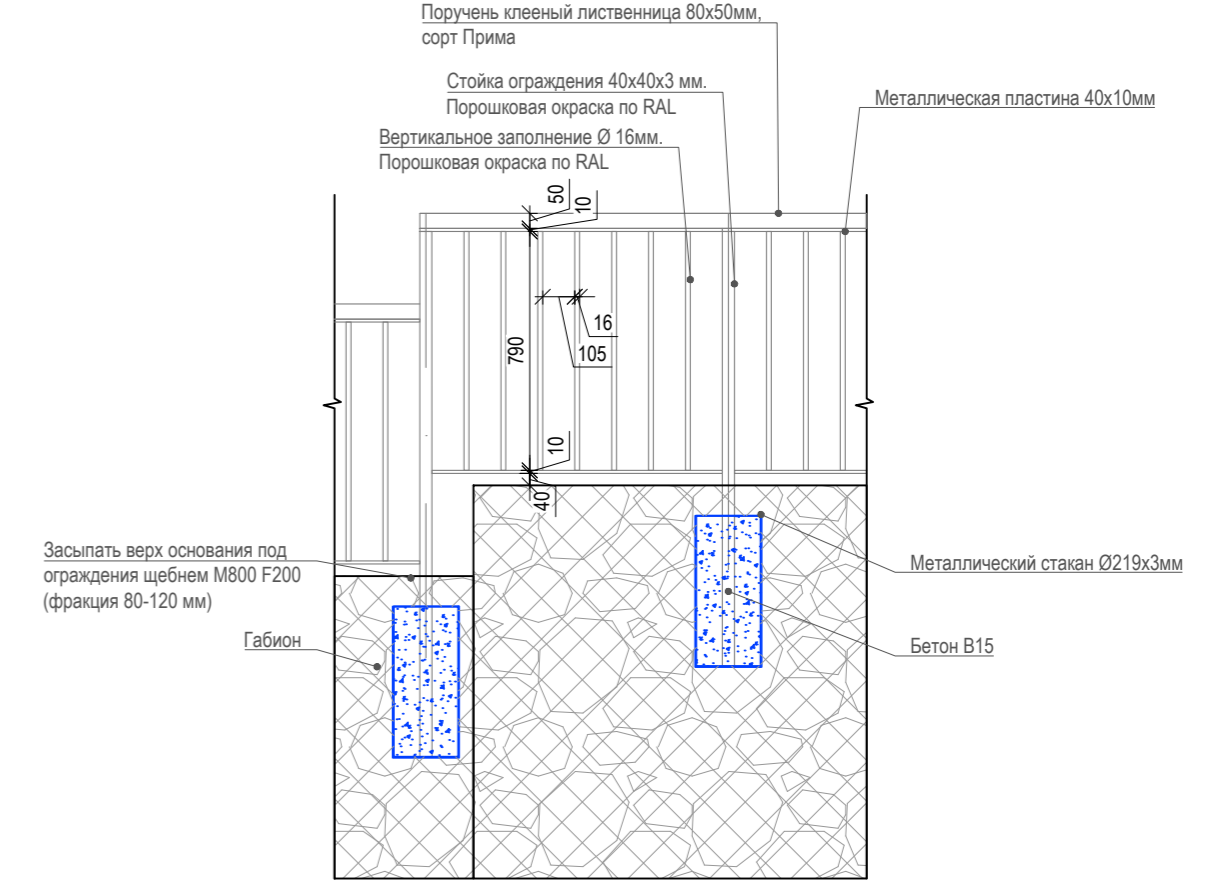 Поручень клееный лиственница 80х50мм,
сорт Прима
Стойка ограждения 40х40х3 мм.
Порошковая окраска по RAL
Металлическая пластина 40х10мм
Вертикальное заполнение Ø 16мм.
Порошковая окраска по RAL
50
10
16
105
790
10
40
Засыпать верх основания под
ограждения щебнем М800 F200
(фракция 80-120 мм)
Металлический стакан Ø219х3мм
Габион
Бетон В15